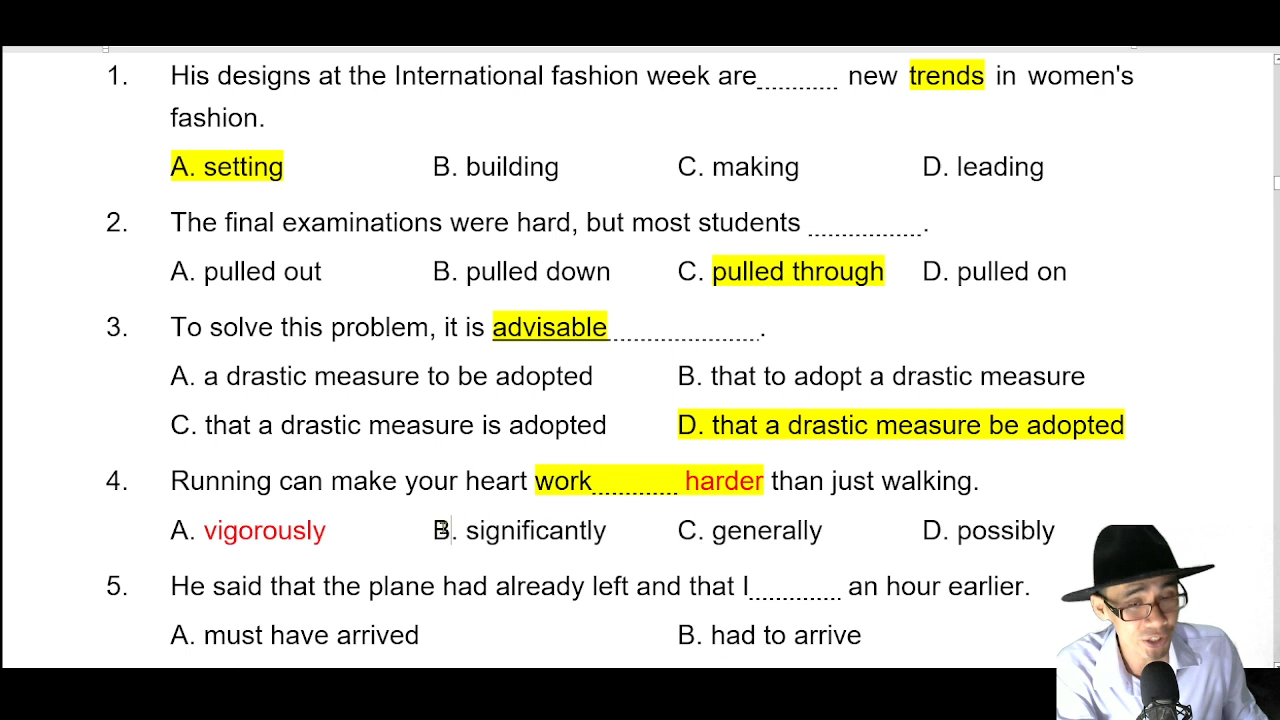 1. His designs at the International fashion week are.......... new trends in women's
fashion.
A. setting B. building C. making D. leading
2. The final examinations were hard, but most students ...............
A. pulled out B. pulled down C. pulled through D. pulled on
3. To solve this problem, it is advisable....................
A. a drastic measure to be adopted B. that to adopt a drastic measure
C. that a drastic measure is adopted D. that a drastic measure be adopted
4. Running can make your heart work........... harder than just walking.
A. vigorously B. significantly C. generally D. possibly
5. He said that the plane had already left and that I............ an hour earlier.
A. must have arrived B. had to arrive